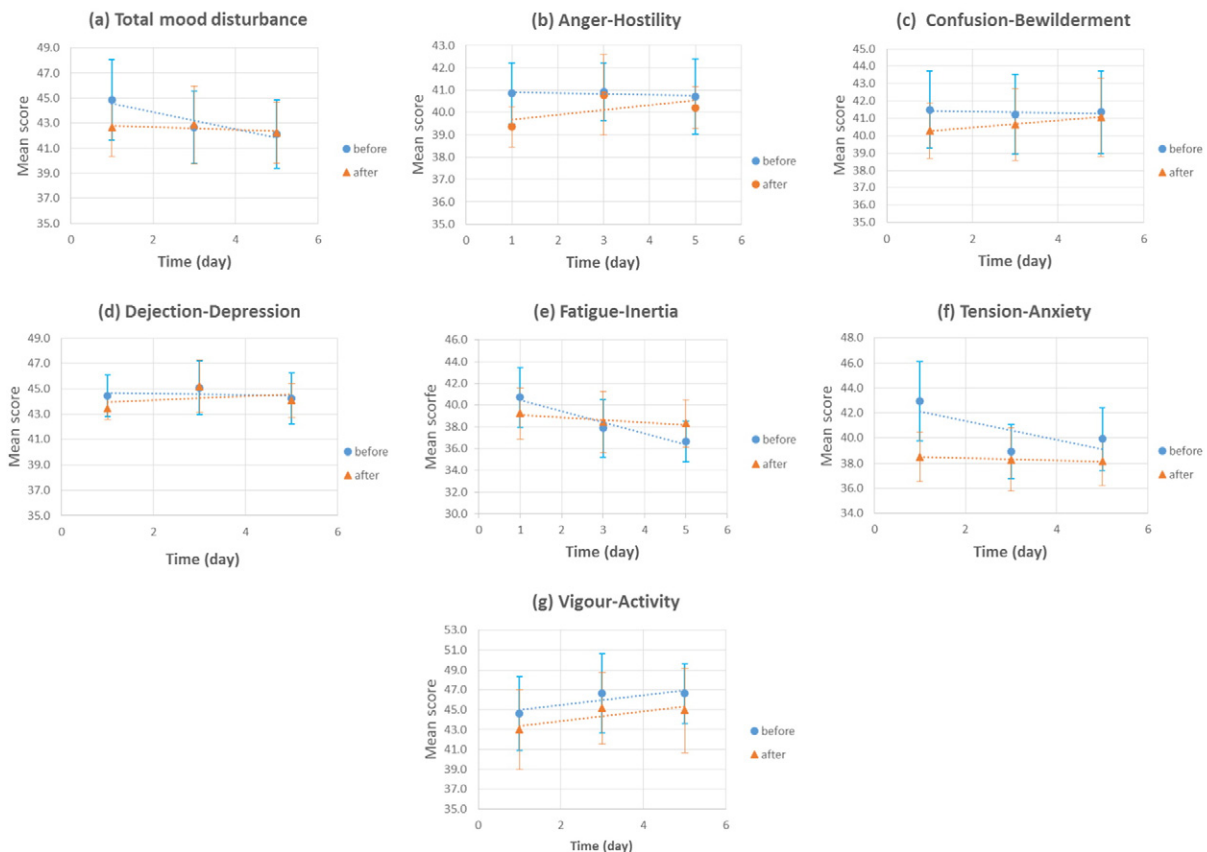 (a) Total mood disturbance
Mean score
49.0
47.0
45.0
43.0
41.0
39.0
37.0
35.0
0 2 4 6
Time (day)
before
after
(b) Anger-Hostility
Mean score
43.0
42.0
41.0
40.0
39.0
38.0
37.0
36.0
35.0
0 1 2 3 4 5 6
Time (day)
before
after
(c) Confusion-Bewilderment
Mean score
45.0
44.0
43.0
42.0
41.0
40.0
39.0
38.0
37.0
36.0
35.0
0 2 4 6
Time (day)
before
after
(d) Dejection-Depression
Mean score
49.0
47.0
45.0
43.0
41.0
39.0
37.0
35.0
0 2 4 6
Time (day)
before
after
(e) Fatigue-Inertia
Mean scorfe
46.0
44.0
42.0
40.0
38.0
36.0
34.0
32.0
30.0
0 1 2 3 4 5 6
Time (day)
before
after
(f) Tension-Anxiety
Mean score
48.0
46.0
44.0
42.0
40.0
38.0
36.0
34.0
0 2 4 6
Time (day)
before
after
(g) Vigour-Activity
Mean score
53.0
51.0
49.0
47.0
45.0
43.0
41.0
39.0
37.0
35.0
0 2 4 6
Time (day)
before
after